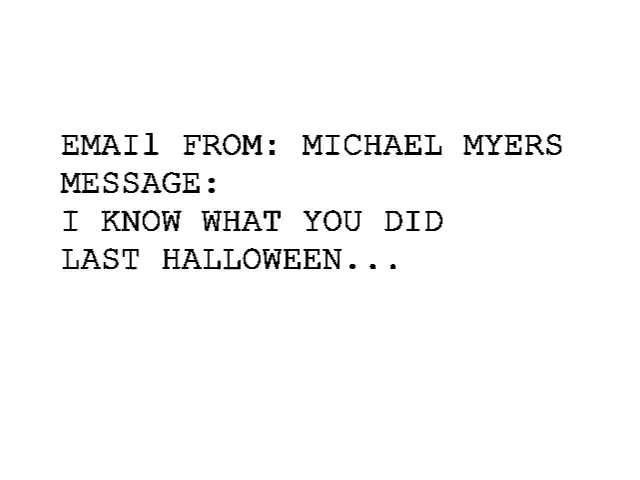 EMAIl FROM: MICHAEL MYERS
MESSAGE:
I KNOW WHAT YOU DID
LAST HALLOWEEN...